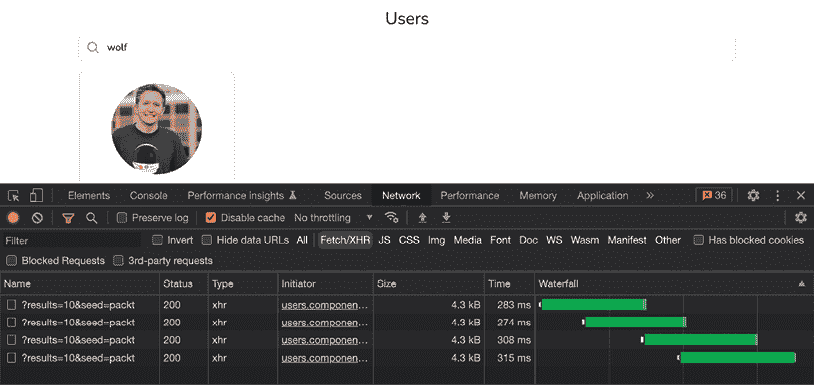 Users
wolf
Elements Console Performance insights Sources Network Performance Memory Application » 36
Preserve log Disable cache No throttling
Filter Invert Hide data URLs All Fetch/XHR JS CSS Img Media Font Doc WS Wasm Manifest Other Has blocked cookies
Blocked Requests 3rd-party requests
Name Status Type Initiator Size Time Waterfall
?results=10&seed=packt 200 xhr users.componen... 4.3 kB 283 ms
?results=10&seed=packt 200 xhr users.componen... 4.3 kB 274 ms
?results=10&seed=packt 200 xhr users.componen... 4.3 kB 308 ms
?results=10&seed=packt 200 xhr users.componen... 4.3 kB 315 ms